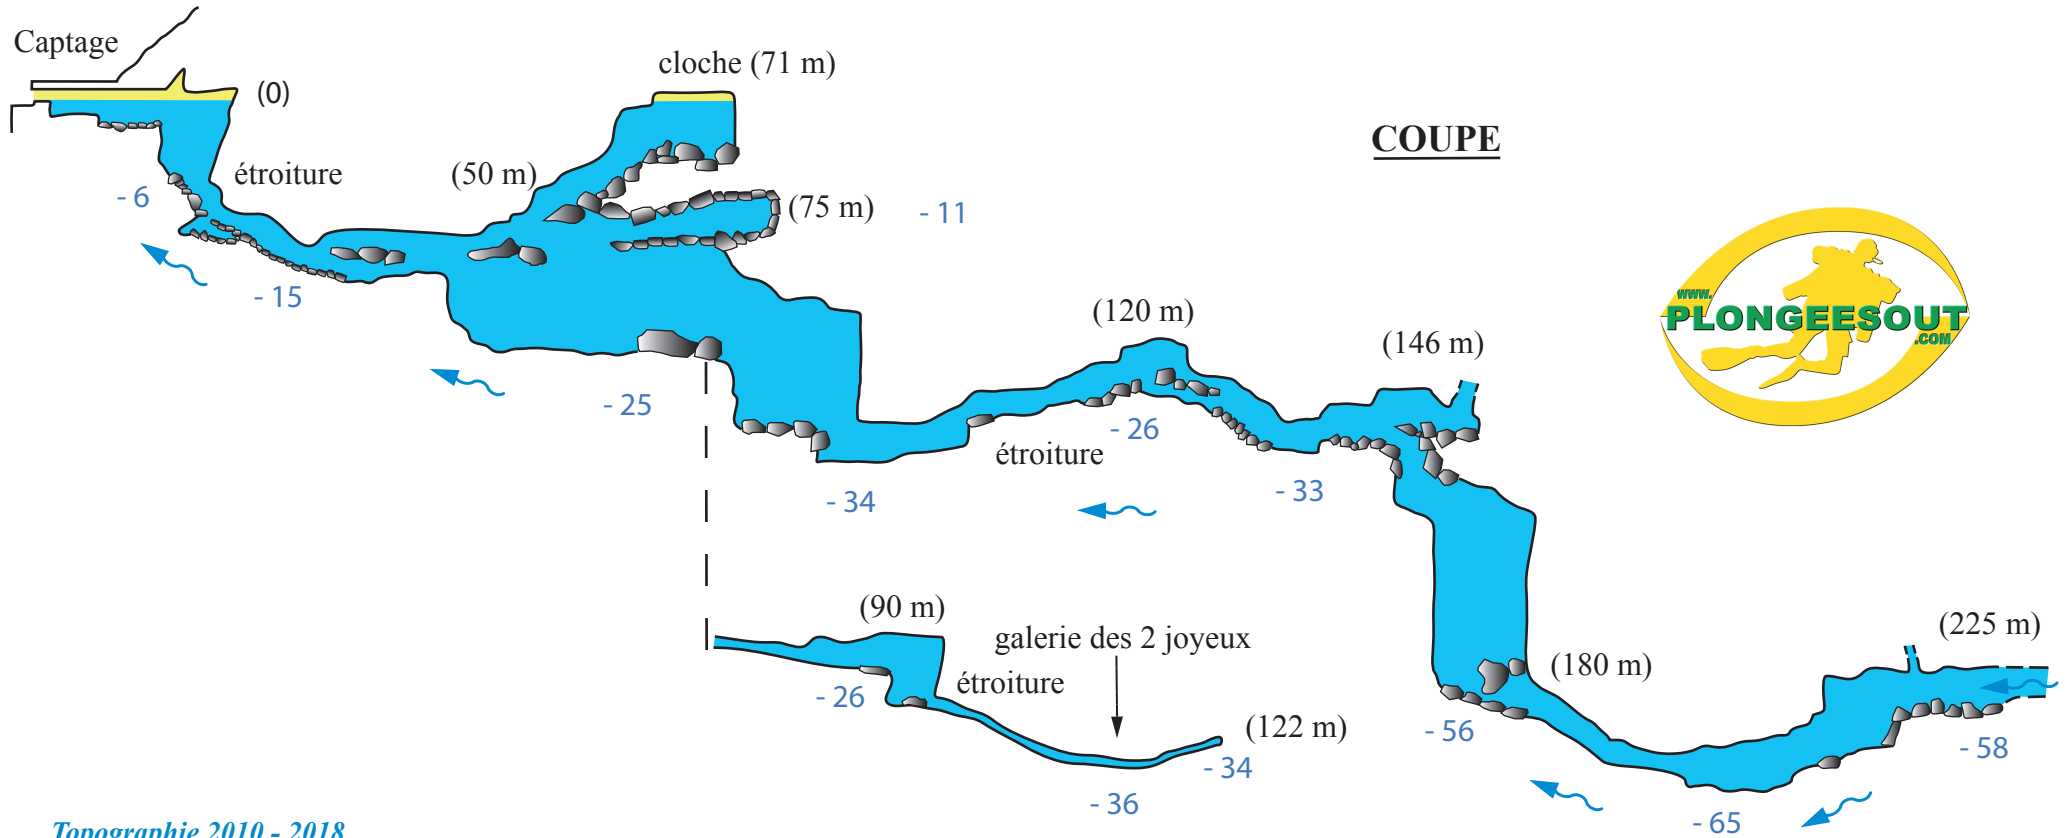 Captage
(0)
cloche (71 m)
COUPE
étroiture
(50 m)
- 6
(75 m)
- 11
- 15
www.
PLONGEESOUT
.COM
(120 m)
(146 m)
- 25
- 26
étroiture
- 34
- 33
(90 m)
galerie des 2 joyeux
(225 m)
étroiture
(180 m)
- 26
(122 m)
- 56
- 58
- 34
- 36
- 65
Topographie 2010 - 2018